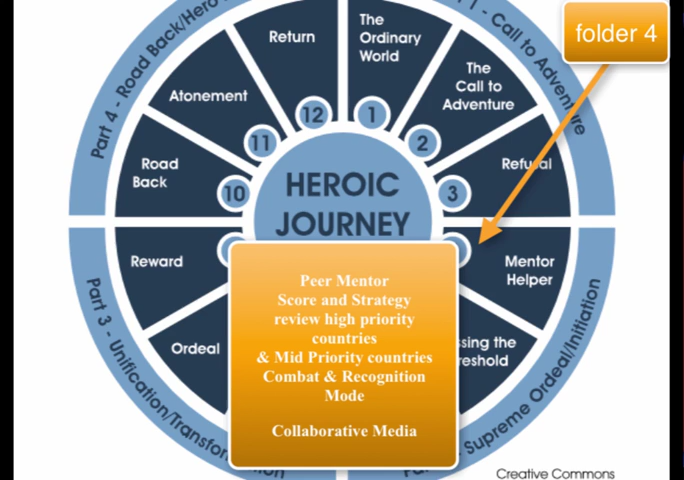 folder 4
Part 4 - Road Back/Hero
1 - Call to Adventure
Return
The
Ordinary
World
The
Call to
Adventure
Atonement
Refusal
Road
Back
12
1
11
2
10
3
HEROIC
JOURNEY
Reward
Mentor
Helper
Ordeal
ssing the
reshold
Part 3 - Unification/Transfor
Supreme Ordeal/Initiation
Peer Mentor
Score and Strategy
review high priority
countries
& Mid Priority countries
Combat & Recognition
Mode
Collaborative Media
Creative Commons